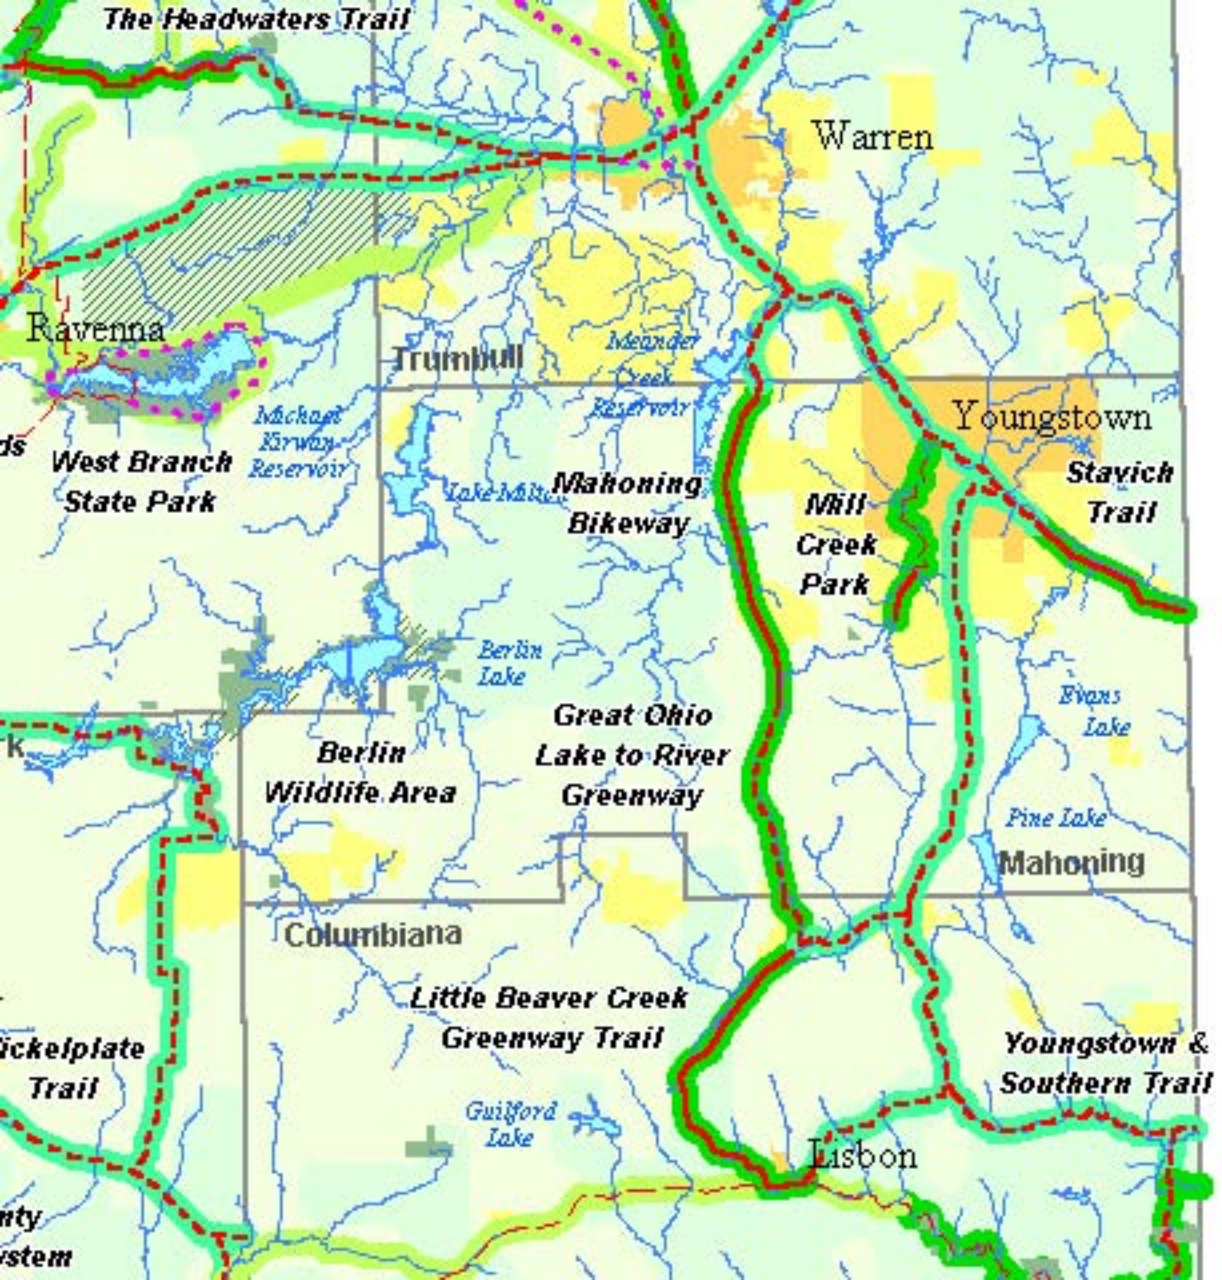 The Headwaters Trail
Warren
Ravenna
Trumbull
Meander
Creek
Reservoir
Michael
Kirwan
Reservoir
Youngstown
ds
West Branch
State Park
Lake Milton
Mahoning
Bikeway
Mill
Creek
Park
Stavich
Trail
Berlin
Lake
Evans
Lake
Great Ohio
Lake to River
Greenway
k
Berlin
Wildlife Area
Pine Lake
Mahoning
Columbiana
Little Beaver Creek
Greenway Trail
ickelplate
Trail
Youngstown &
Southern Trail
Guilford
Lake
Lisbon
nty
ystem